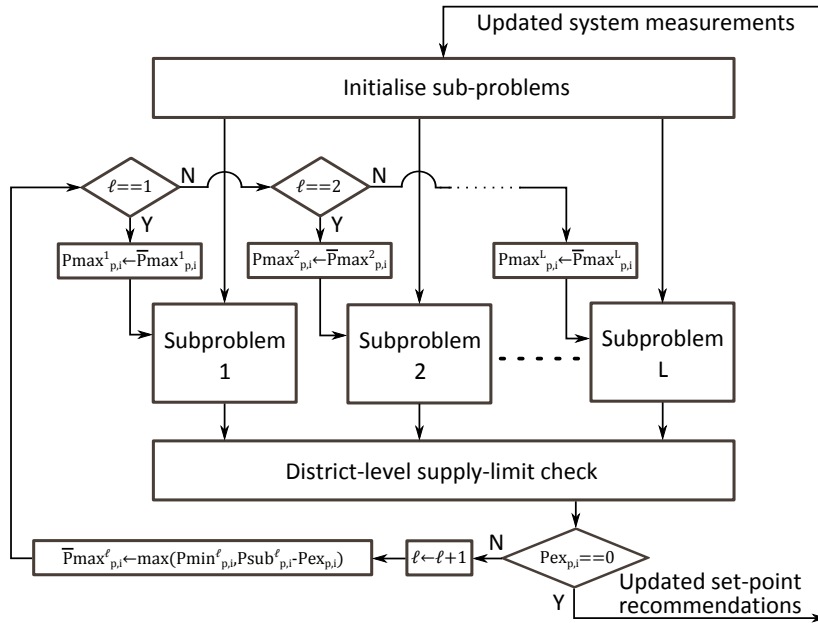 Updated system measurements
Initialise sub-problems
ℓ==1
N
ℓ==2
N
Y
Y
Pmax¹ₚ,ᵢ←P̅max¹ₚ,ᵢ
Pmax²ₚ,ᵢ←P̅max²ₚ,ᵢ
Pmaxᴸₚ,ᵢ←P̅maxᴸₚ,ᵢ
Subproblem
1
Subproblem
2
Subproblem
L
District-level supply-limit check
P̅maxˡₚ,ᵢ←max(Pminˡₚ,ᵢ,Psubˡₚ,ᵢ-Pexₚ,ᵢ)
ℓ←ℓ+1
N
Pexₚ,ᵢ==0
Y
Updated set-point
recommendations